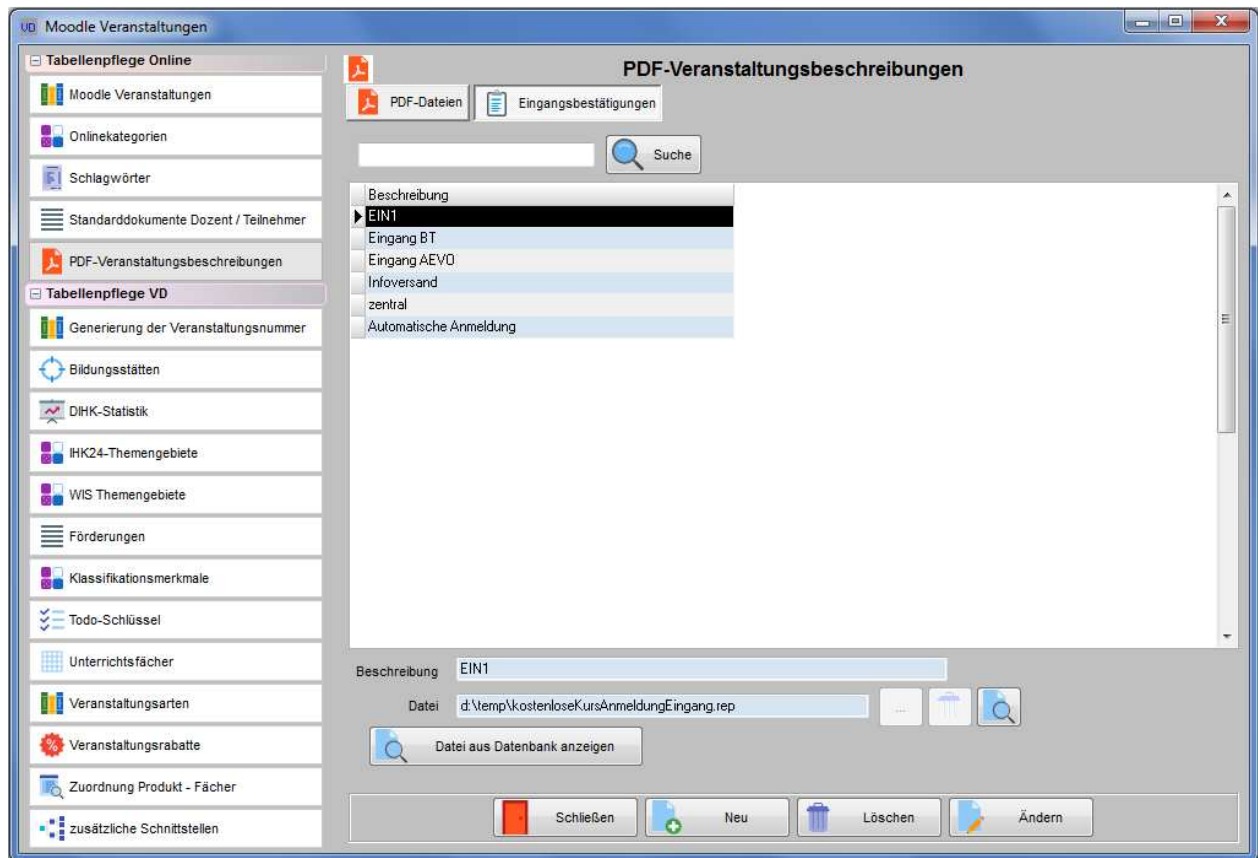 VD Moodle Veranstaltungen
Tabellenpflege Online
Moodle Veranstaltungen
Onlinekategorien
Schlagwörter
Standarddokumente Dozent / Teilnehmer
PDF-Veranstaltungsbeschreibungen
Tabellenpflege VD
Generierung der Veranstaltungsnummer
Bildungsstätten
DIHK-Statistik
IHK24-Themengebiete
WIS Themengebiete
Förderungen
Klassifikationsmerkmale
Todo-Schlüssel
Unterrichtsfächer
Veranstaltungsarten
Veranstaltungsrabatte
Zuordnung Produkt - Fächer
zusätzliche Schnittstellen
PDF-Veranstaltungsbeschreibungen
PDF-Dateien Eingangsbestätigungen
Suche
Beschreibung
EIN1
Eingang BT
Eingang AEVO
Infoversand
zentral
Automatische Anmeldung
Beschreibung EIN1
Datei d:\temp\kostenloseKursAnmeldungEingang.rep ...
Datei aus Datenbank anzeigen
Schließen Neu Löschen Ändern